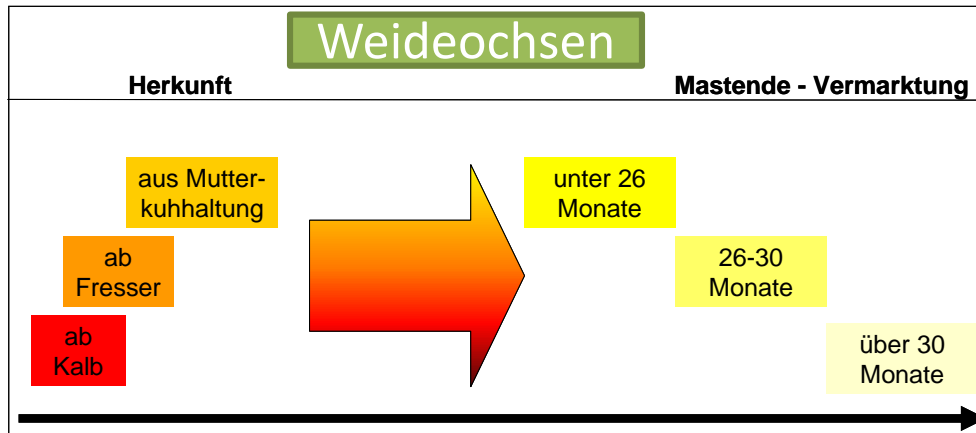 Weideochsen
Herkunft
Mastende - Vermarktung
aus Mutter-
kuhhaltung
ab
Fresser
ab
Kalb
unter 26
Monate
26-30
Monate
über 30
Monate